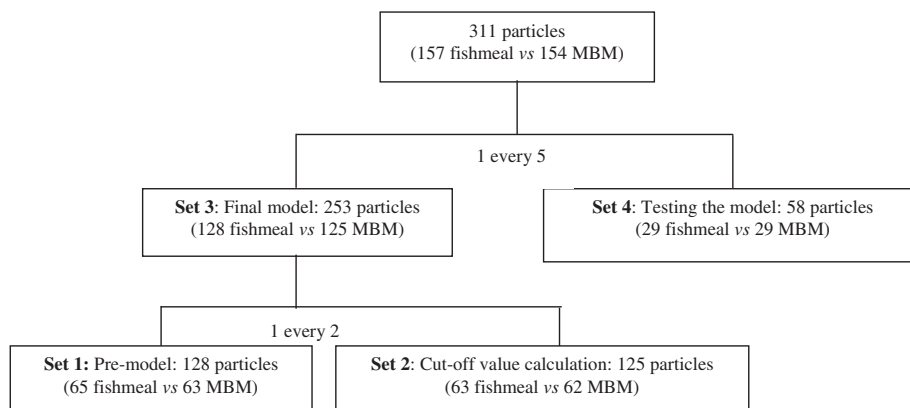 311 particles
(157 fishmeal vs 154 MBM)
1 every 5
Set 3: Final model: 253 particles
(128 fishmeal vs 125 MBM)
Set 4: Testing the model: 58 particles
(29 fishmeal vs 29 MBM)
1 every 2
Set 1: Pre-model: 128 particles
(65 fishmeal vs 63 MBM)
Set 2: Cut-off value calculation: 125 particles
(63 fishmeal vs 62 MBM)